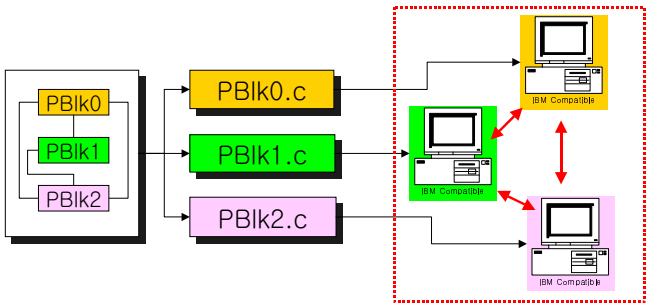 PBlk0
PBlk1
PBlk2
PBlk0.c
PBlk1.c
PBlk2.c
IBM Compatible
IBM Compatible
IBM Compatible